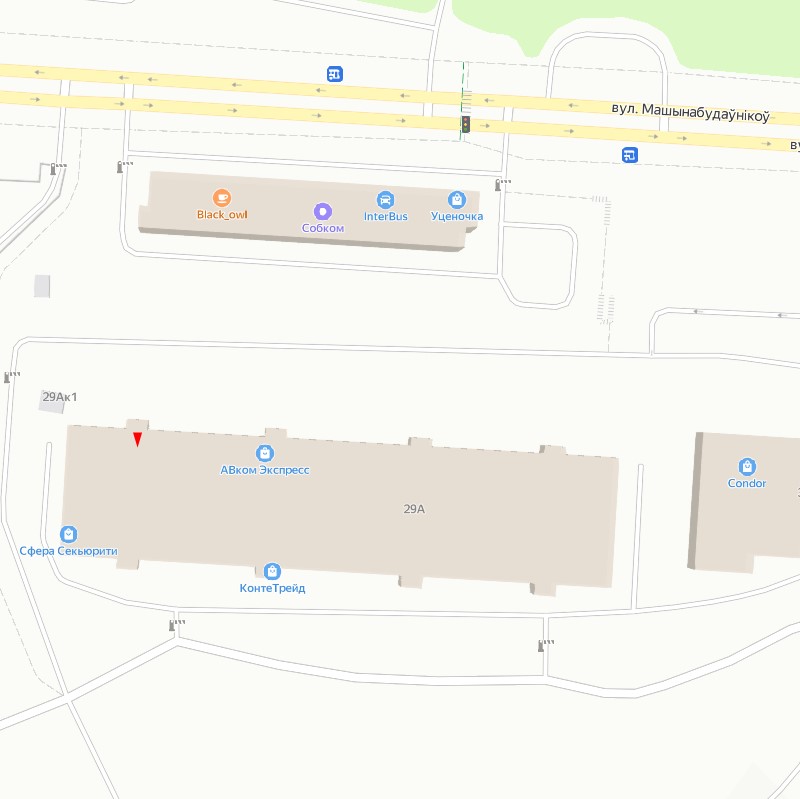 вул. Машынабудаўнікоў
Black_owl
Собком
InterBus
Уценочка
29Ак1
АВком Экспресс
29А
Condor
Сфера Секьюрити
КонтеТрейд